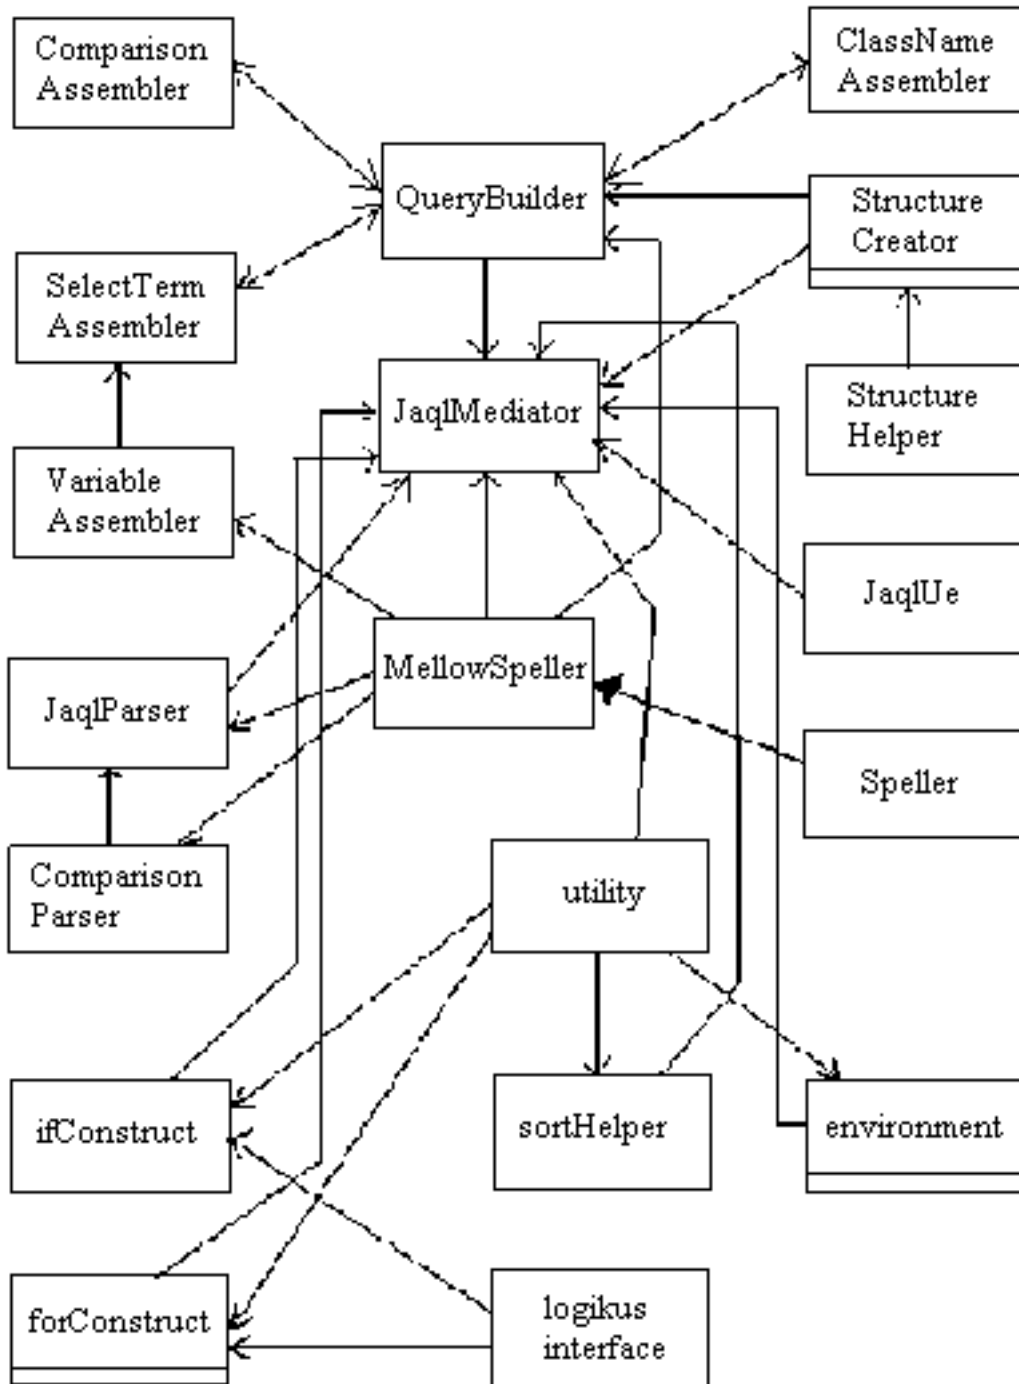 Comparison
Assembler
ClassName
Assembler
QueryBuilder
Structure
Creator
SelectTerm
Assembler
JaqlMediator
Structure
Helper
Variable
Assembler
JaqlUe
MellowSpeller
JaqlParser
Speller
Comparison
Parser
utility
ifConstruct
sortHelper
environment
forConstruct
logikus
interface